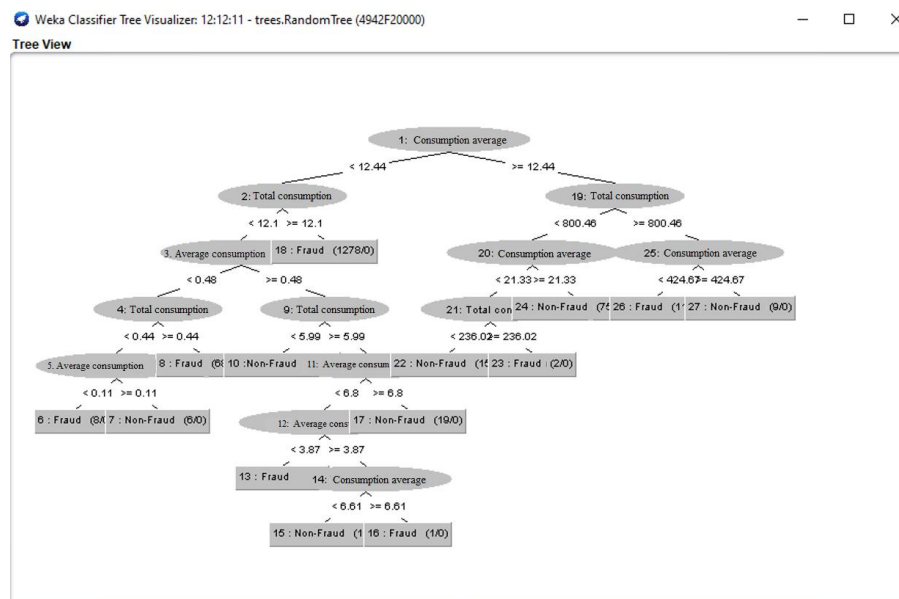 Weka Classifier Tree Visualizer: 12:12:11 - trees.RandomTree (4942F20000)
Tree View
1: Consumption average
< 12.44 >= 12.44
2: Total consumption 19: Total consumption
< 12.1 >= 12.1 < 800.46 >= 800.46
3. Average consumption 18 : Fraud (1278/0) 20: Consumption average 25: Consumption average
< 0.48 >= 0.48 < 21.33 >= 21.33 < 424.67 >= 424.67
4: Total consumption 9: Total consumption 21: Total con 24 : Non-Fraud (75 26 : Fraud 27 : Non-Fraud (9/0)
< 0.44 >= 0.44 < 5.99 >= 5.99 < 236.02 >= 236.02
5. Average consumption 8 : Fraud (68 10 :Non-Fraud 11: Average consum 22 : Non-Fraud 23 : Fraud (2/0)
< 0.11 >= 0.11 < 6.8 >= 6.8
6 : Fraud (8/0 7 : Non-Fraud (6/0) 12: Average cons 17 : Non-Fraud (19/0)
< 3.87 >= 3.87
13 : Fraud 14: Consumption average
< 6.61 >= 6.61
15 : Non-Fraud (1 16 : Fraud (1/0)